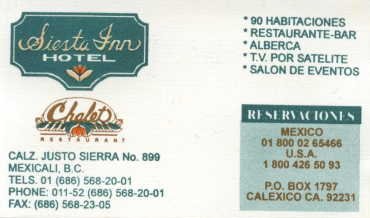 Siesta Inn
HOTEL
Chalet
RESTAURANT
CALZ. JUSTO SIERRA No. 899
MEXICALI, B.C.
TELS. 01 (686) 568-20-01
PHONE: 011-52 (686) 568-20-01
FAX: (686) 568-23-05
* 90 HABITACIONES
* RESTAURANTE-BAR
* ALBERCA
* T.V. POR SATELITE
* SALON DE EVENTOS
RESERVACIONES
MEXICO
01 800 02 65466
U.S.A.
1 800 426 50 93
P.O. BOX 1797
CALEXICO CA. 92231